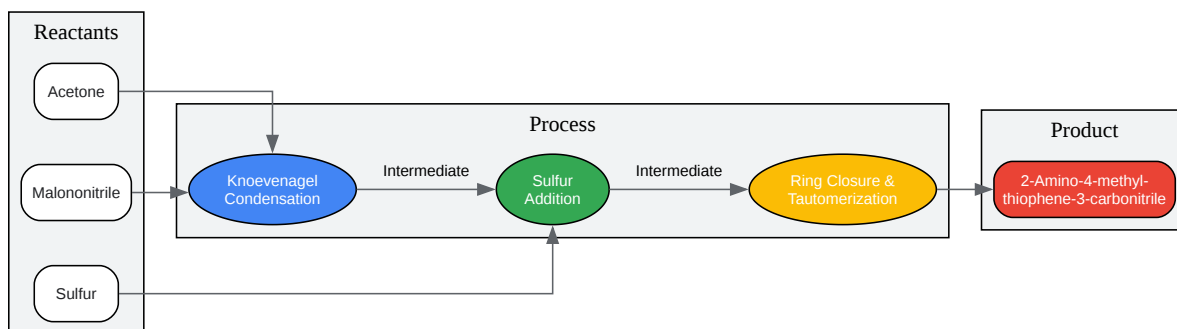 Reactants
Acetone
Malononitrile
Sulfur
Process
Knoevenagel
Condensation
Intermediate
Sulfur
Addition
Intermediate
Ring Closure &
Tautomerization
Product
2-Amino-4-methyl-
thiophene-3-carbonitrile